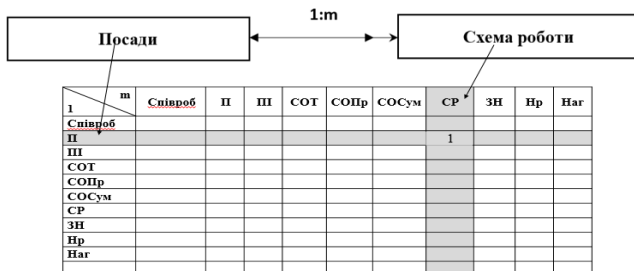 1:m
Посади
Схема роботи
m
1
Співроб П ПІ СОТ СОПр СОСум СР ЗН Нр Наг
Співроб
П 1
ПІ
СОТ
СОПр
СОСум
СР
ЗН
Нр
Наг